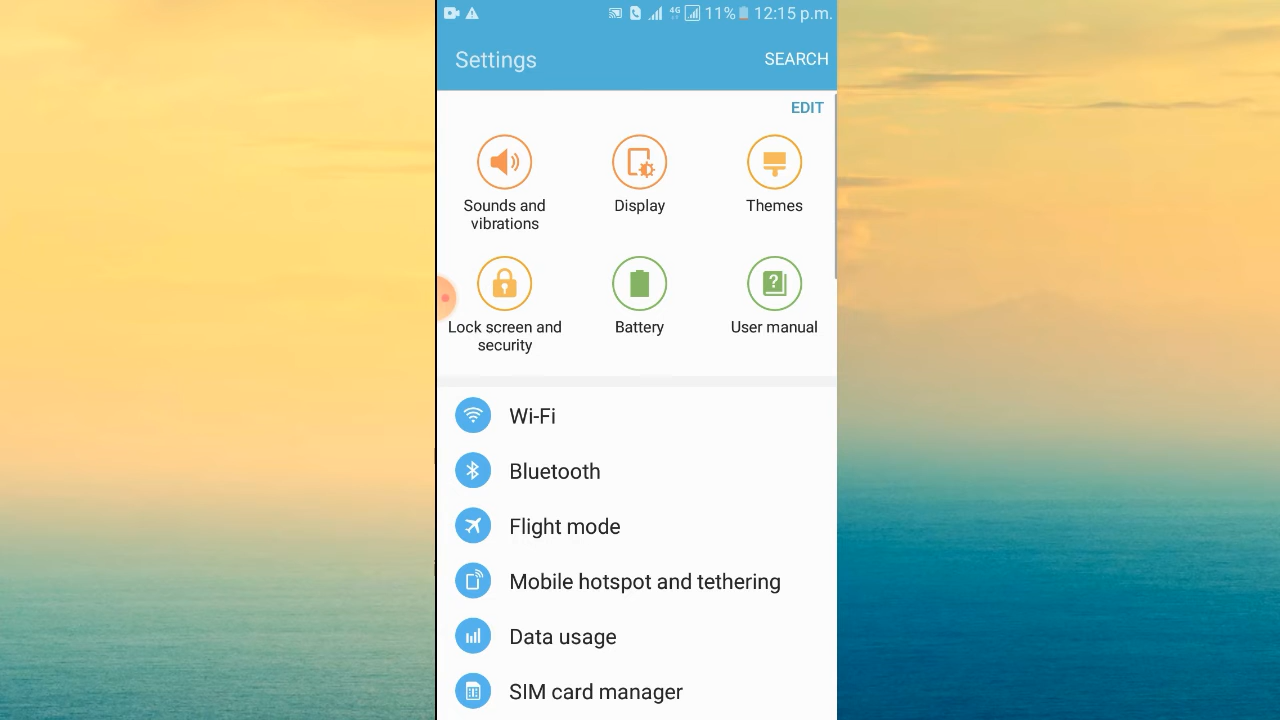 4G 11% 12:15 p.m.
Settings SEARCH
EDIT
Sounds and
vibrations
Display
Themes
Lock screen and
security
Battery
User manual
Wi-Fi
Bluetooth
Flight mode
Mobile hotspot and tethering
Data usage
SIM card manager